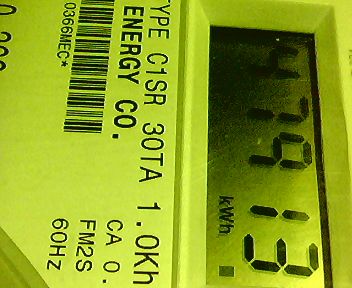 TYPE C1SR 30TA 1.0Kh
ENERGY CO.
CA 0.
FM2S
60HZ
0366MEC*
47913
kWh